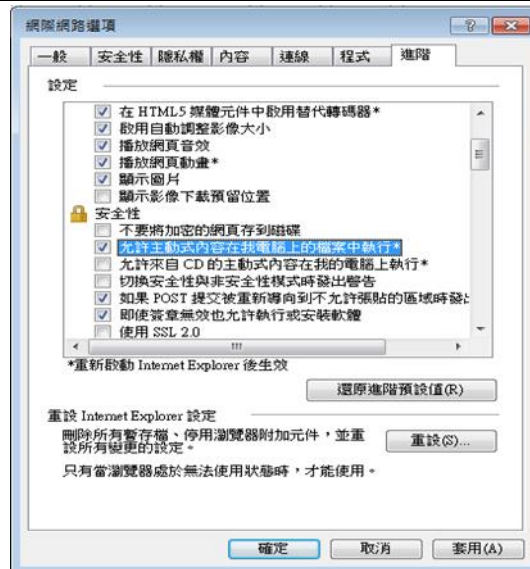 網際網路選項
一般 安全性 隱私權 內容 連線 程式 進階
設定
在 HTML5 媒體元件中啟用替代轉碼器*
啟用自動調整影像大小
播放網頁音效
播放網頁動畫*
顯示圖片
顯示影像下載預留位置
安全性
不要將加密的網頁存到磁碟
允許主動式內容在我電腦上的檔案中執行*
允許來自 CD 的主動式內容在我的電腦上執行*
切換安全性與非安全性模式時發出警告
如果 POST 提交被重新導向到不允許張貼的區域時發
即使簽章無效也允許執行或安裝軟體
使用 SSL 2.0
*重新啟動 Internet Explorer 後生效
還原進階預設值(R)
重設 Internet Explorer 設定
刪除所有暫存檔、停用瀏覽器附加元件，並重
設所有變更的設定。
重設(S)...
只有當瀏覽器處於無法使用狀態時，才能使用。
確定 取消 套用(A)